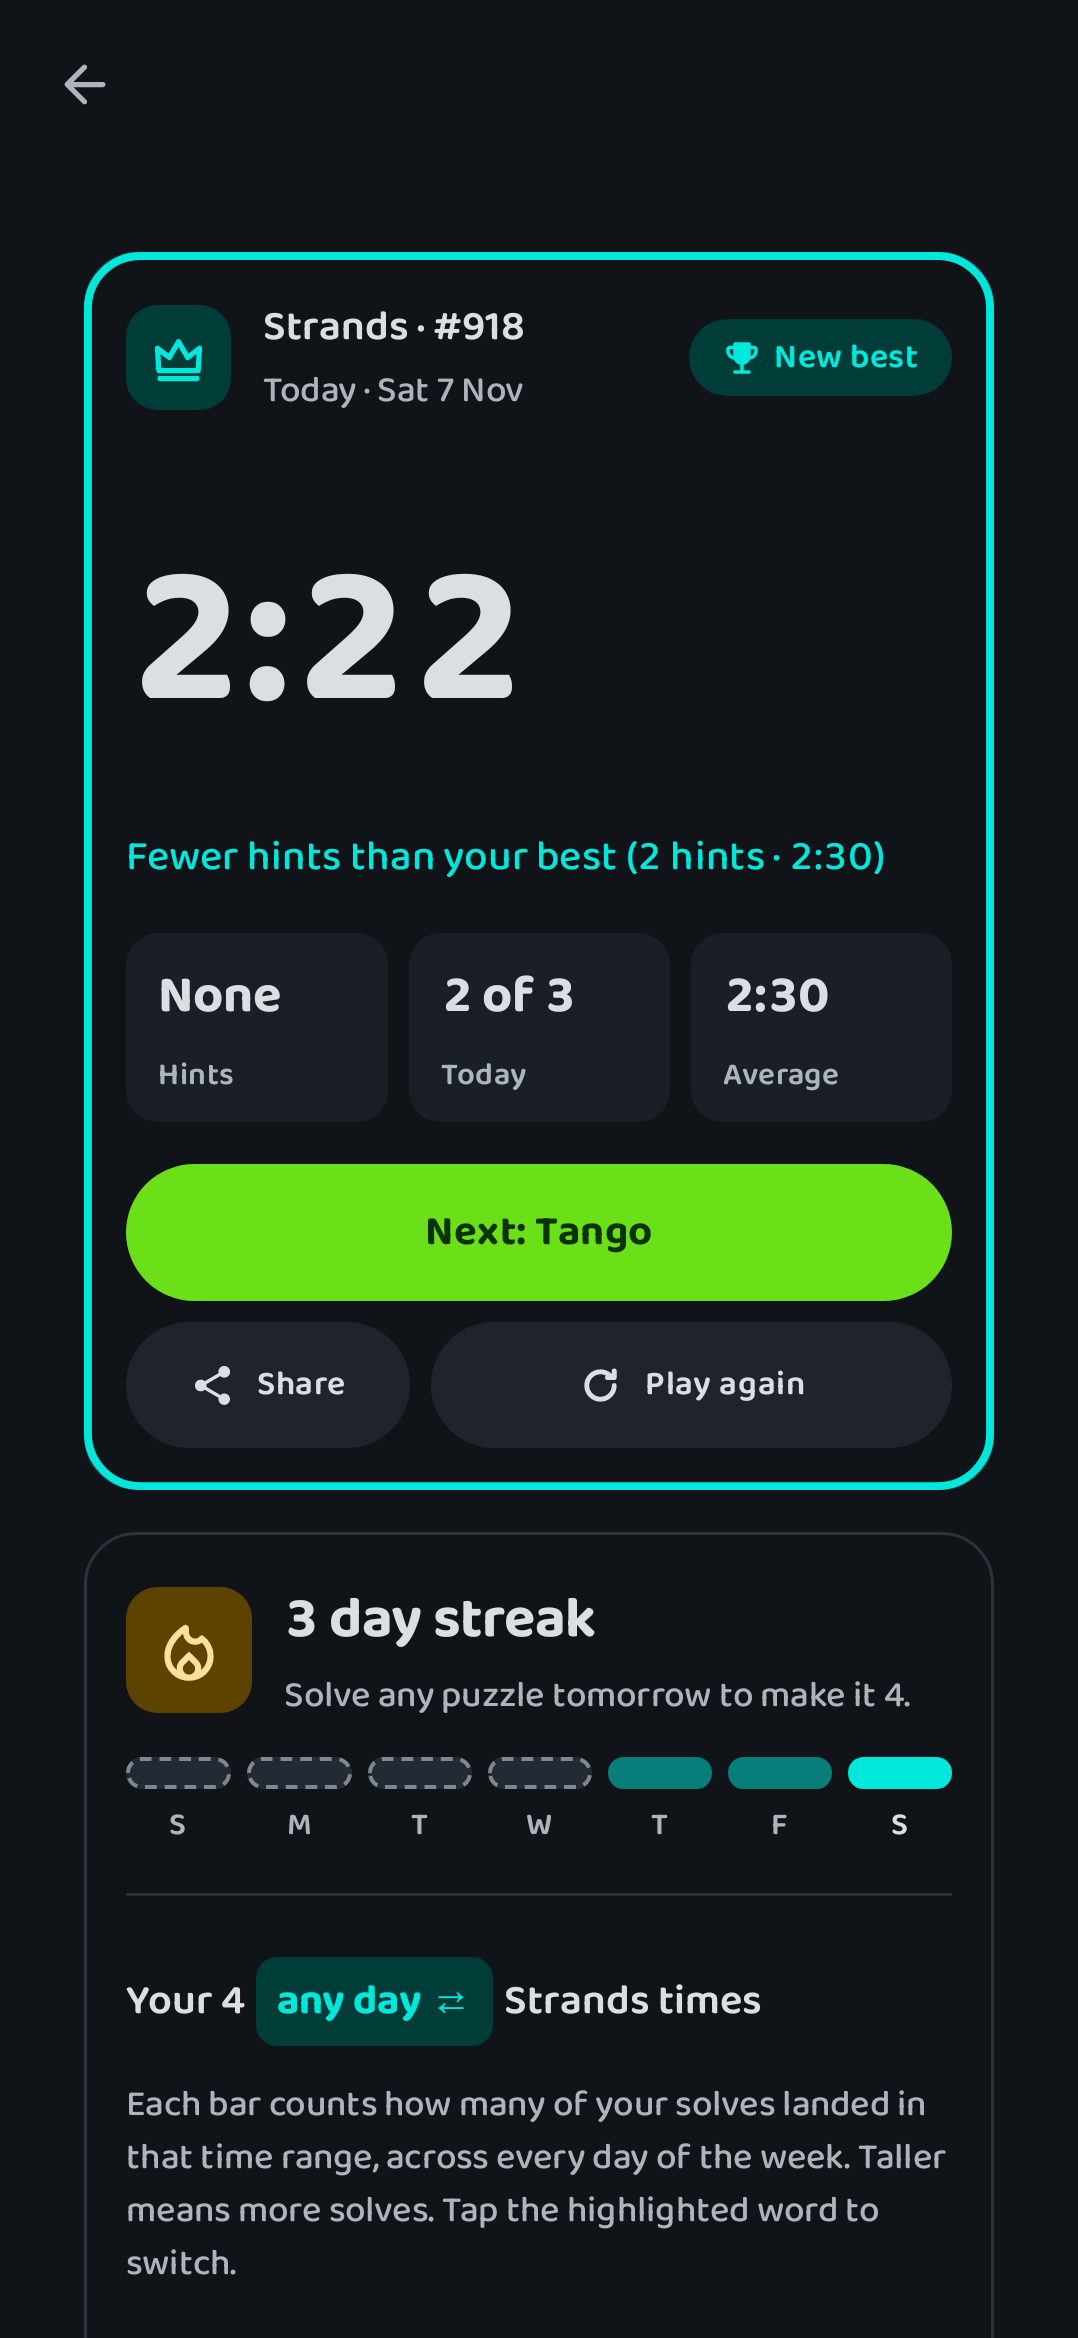 Strands · #918
Today · Sat 7 Nov
New best
2:22
Fewer hints than your best (2 hints · 2:30)
None
Hints
2 of 3
Today
2:30
Average
Next: Tango
Share
Play again
3 day streak
Solve any puzzle tomorrow to make it 4.
S M T W T F S
Your 4 any day ⇄ Strands times
Each bar counts how many of your solves landed in
that time range, across every day of the week. Taller
means more solves. Tap the highlighted word to
switch.